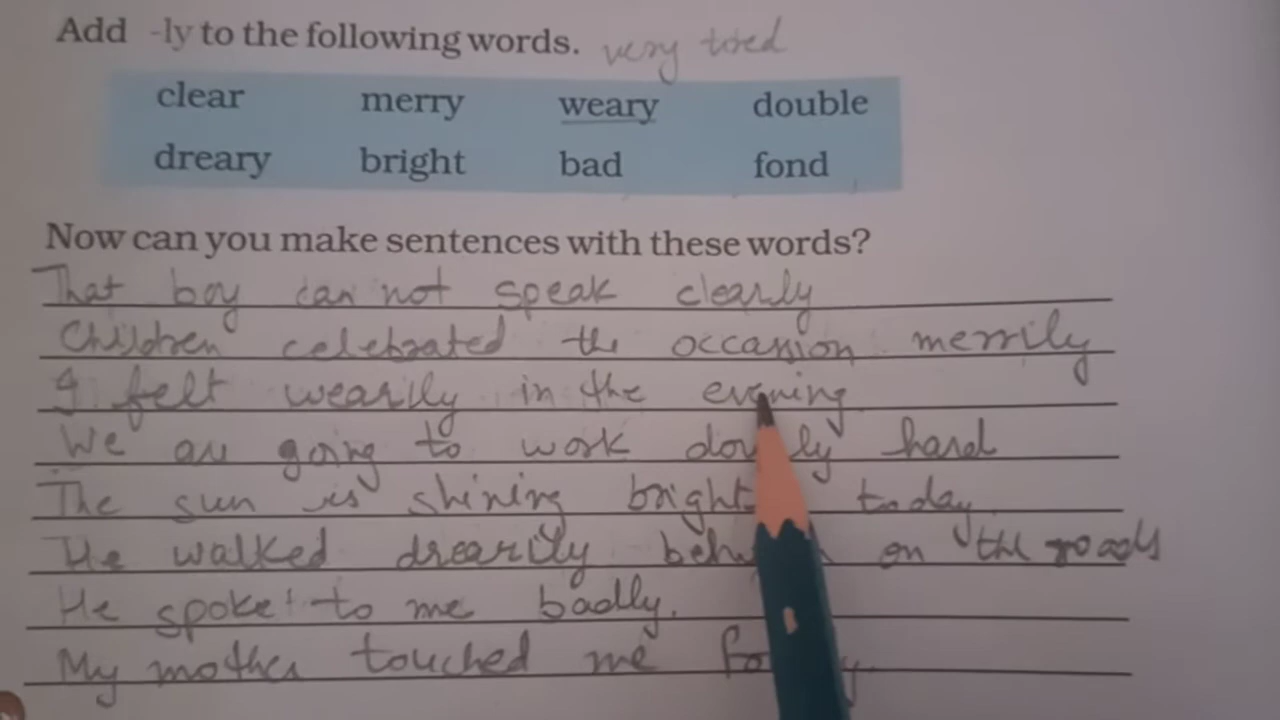 Add -ly to the following words. very tired
clear merry weary double
dreary bright bad fond
Now can you make sentences with these words?
That boy can not speak clearly
Children celebrated the occasion merrily
I felt wearily in the evening
We are going to work hard
The sun is shining today
He walked drearily on the roads
He spoke to me badly.
My mother touched me